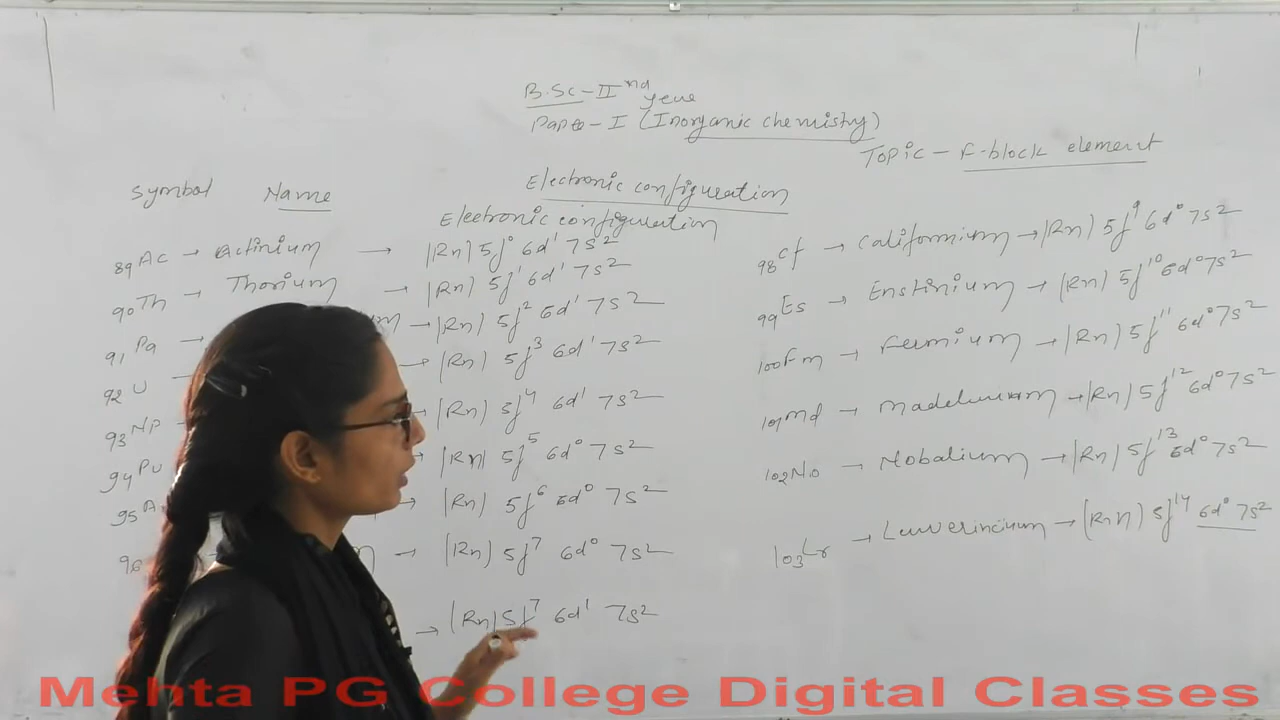 B.Sc-IInd year
Paper-I (Inorganic chemistry)
Topic - F-block element
Electronic configuration
Symbol Name Electronic configuration
89Ac → Actinium → (Rn) 5f0 6d1 7s2
90Th → Thorium → (Rn) 5f1 6d1 7s2
91Pa → m → (Rn) 5f2 6d1 7s2
92U → (Rn) 5f3 6d1 7s2
93Np → (Rn) 5f4 6d1 7s2
94Pu → (Rn) 5f5 6d0 7s2
95A → (Rn) 5f6 6d0 7s2
96 → (Rn) 5f7 6d0 7s2
→ (Rn) 5f7 6d1 7s2
98Cf → Californium → (Rn) 5f9 6d0 7s2
99Es → Enstinium → (Rn) 5f10 6d0 7s2
100Fm → Fermium → (Rn) 5f11 6d0 7s2
101Md → → (Rn) 5f12 6d0 7s2
102No → Nobalium → (Rn) 5f13 6d0 7s2
103Lr → → (Rn) 5f14 6d0 7s2
Mehta PG College Digital Classes